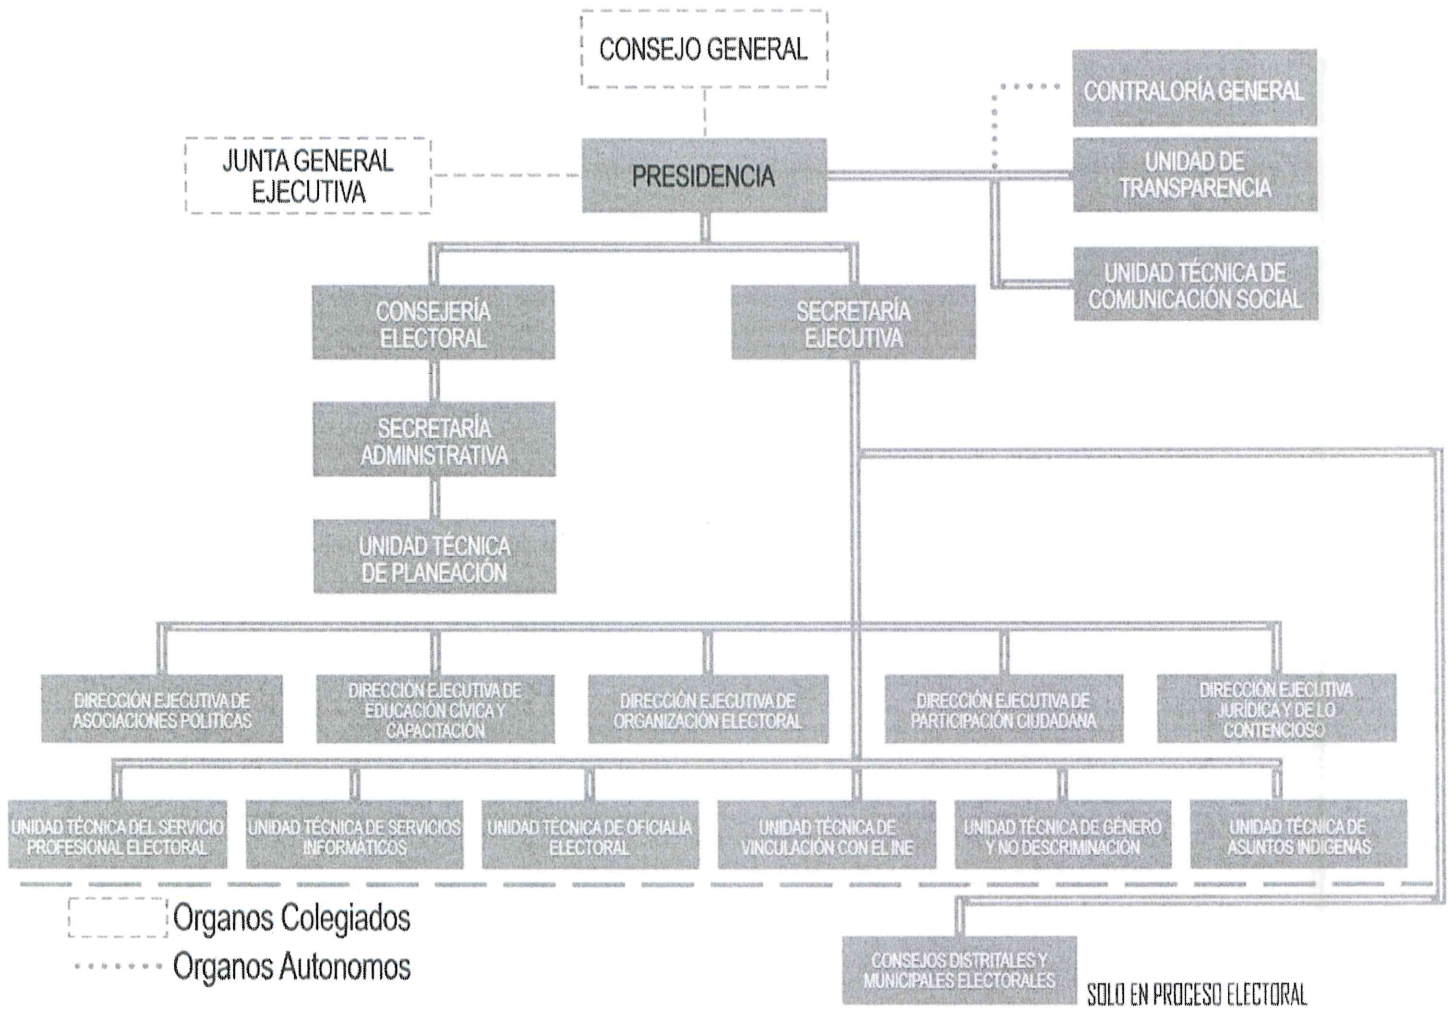 CONSEJO GENERAL
CONTRALORÍA GENERAL
JUNTA GENERAL
EJECUTIVA
PRESIDENCIA
UNIDAD DE
TRANSPARENCIA
UNIDAD TÉCNICA DE
COMUNICACIÓN SOCIAL
CONSEJERÍA
ELECTORAL
SECRETARÍA
EJECUTIVA
SECRETARÍA
ADMINISTRATIVA
UNIDAD TÉCNICA
DE PLANEACIÓN
DIRECCIÓN EJECUTIVA DE
ASOCIACIONES POLITICAS
DIRECCIÓN EJECUTIVA DE
EDUCACIÓN CÍVICA Y
CAPACITACIÓN
DIRECCIÓN EJECUTIVA DE
ORGANIZACIÓN ELECTORAL
DIRECCIÓN EJECUTIVA DE
PARTICIPACIÓN CIUDADANA
DIRECCIÓN EJECUTIVA
JURÍDICA Y DE LO
CONTENCIOSO
UNIDAD TÉCNICA DEL SERVICIO
PROFESIONAL ELECTORAL
UNIDAD TÉCNICA DE SERVICIOS
INFORMÁTICOS
UNIDAD TÉCNICA DE OFICIALIA
ELECTORAL
UNIDAD TÉCNICA DE
VINCULACIÓN CON EL INE
UNIDAD TÉCNICA DE GÉNERO
Y NO DESCRIMINACIÓN
UNIDAD TÉCNICA DE
ASUNTOS INDIGENAS
Organos Colegiados
Organos Autonomos
CONSEJOS DISTRITALES Y
MUNICIPALES ELECTORALES
SOLO EN PROCESO ELECTORAL